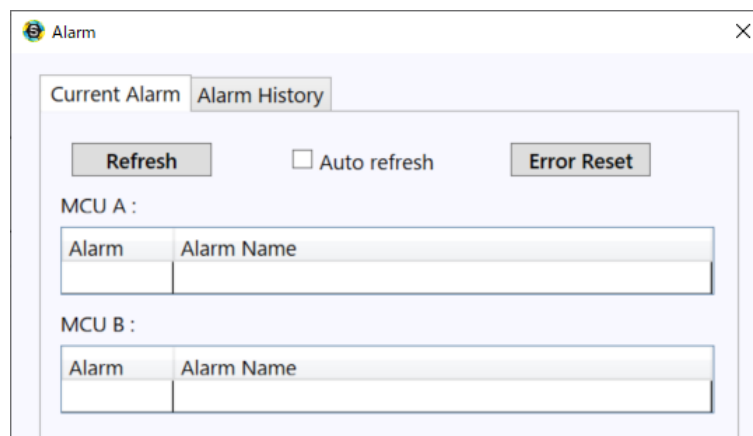 Alarm
Current Alarm Alarm History
Refresh Auto refresh Error Reset
MCU A :
Alarm Alarm Name
MCU B :
Alarm Alarm Name